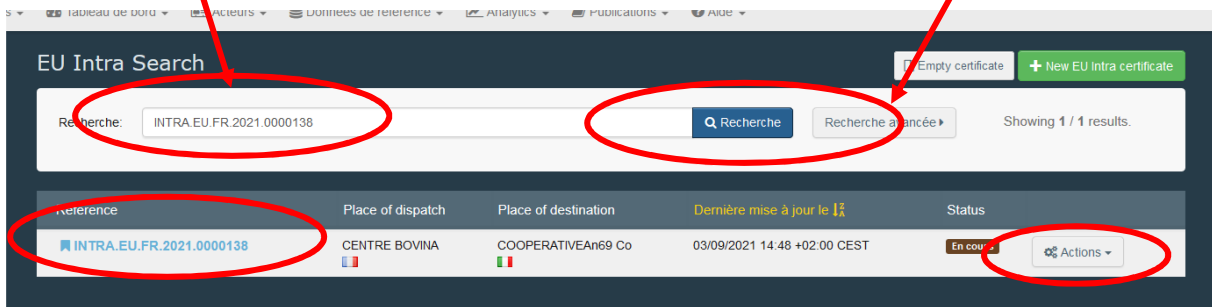 s Tableau de bord Acteurs Données de référence Analytics Publications Aide
EU Intra Search
Empty certificate
New EU Intra certificate
Recherche: INTRA.EU.FR.2021.0000138
Recherche
Recherche avancée
Showing 1 / 1 results.
Référence Place of dispatch Place of destination Dernière mise à jour le Status
INTRA.EU.FR.2021.0000138 CENTRE BOVINA COOPERATIVEAn69 Co 03/09/2021 14:48 +02:00 CEST En cours Actions